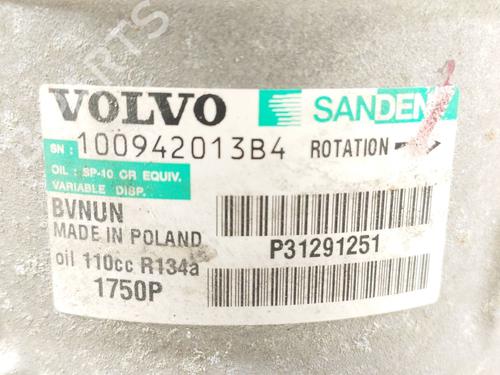 VOLVO SANDEN
SN : 100942013B4 ROTATION
OIL : SP-10 OR EQUIV.
VARIABLE DISP.
BVNUN
MADE IN POLAND P31291251
oil 110cc R134a
1750P